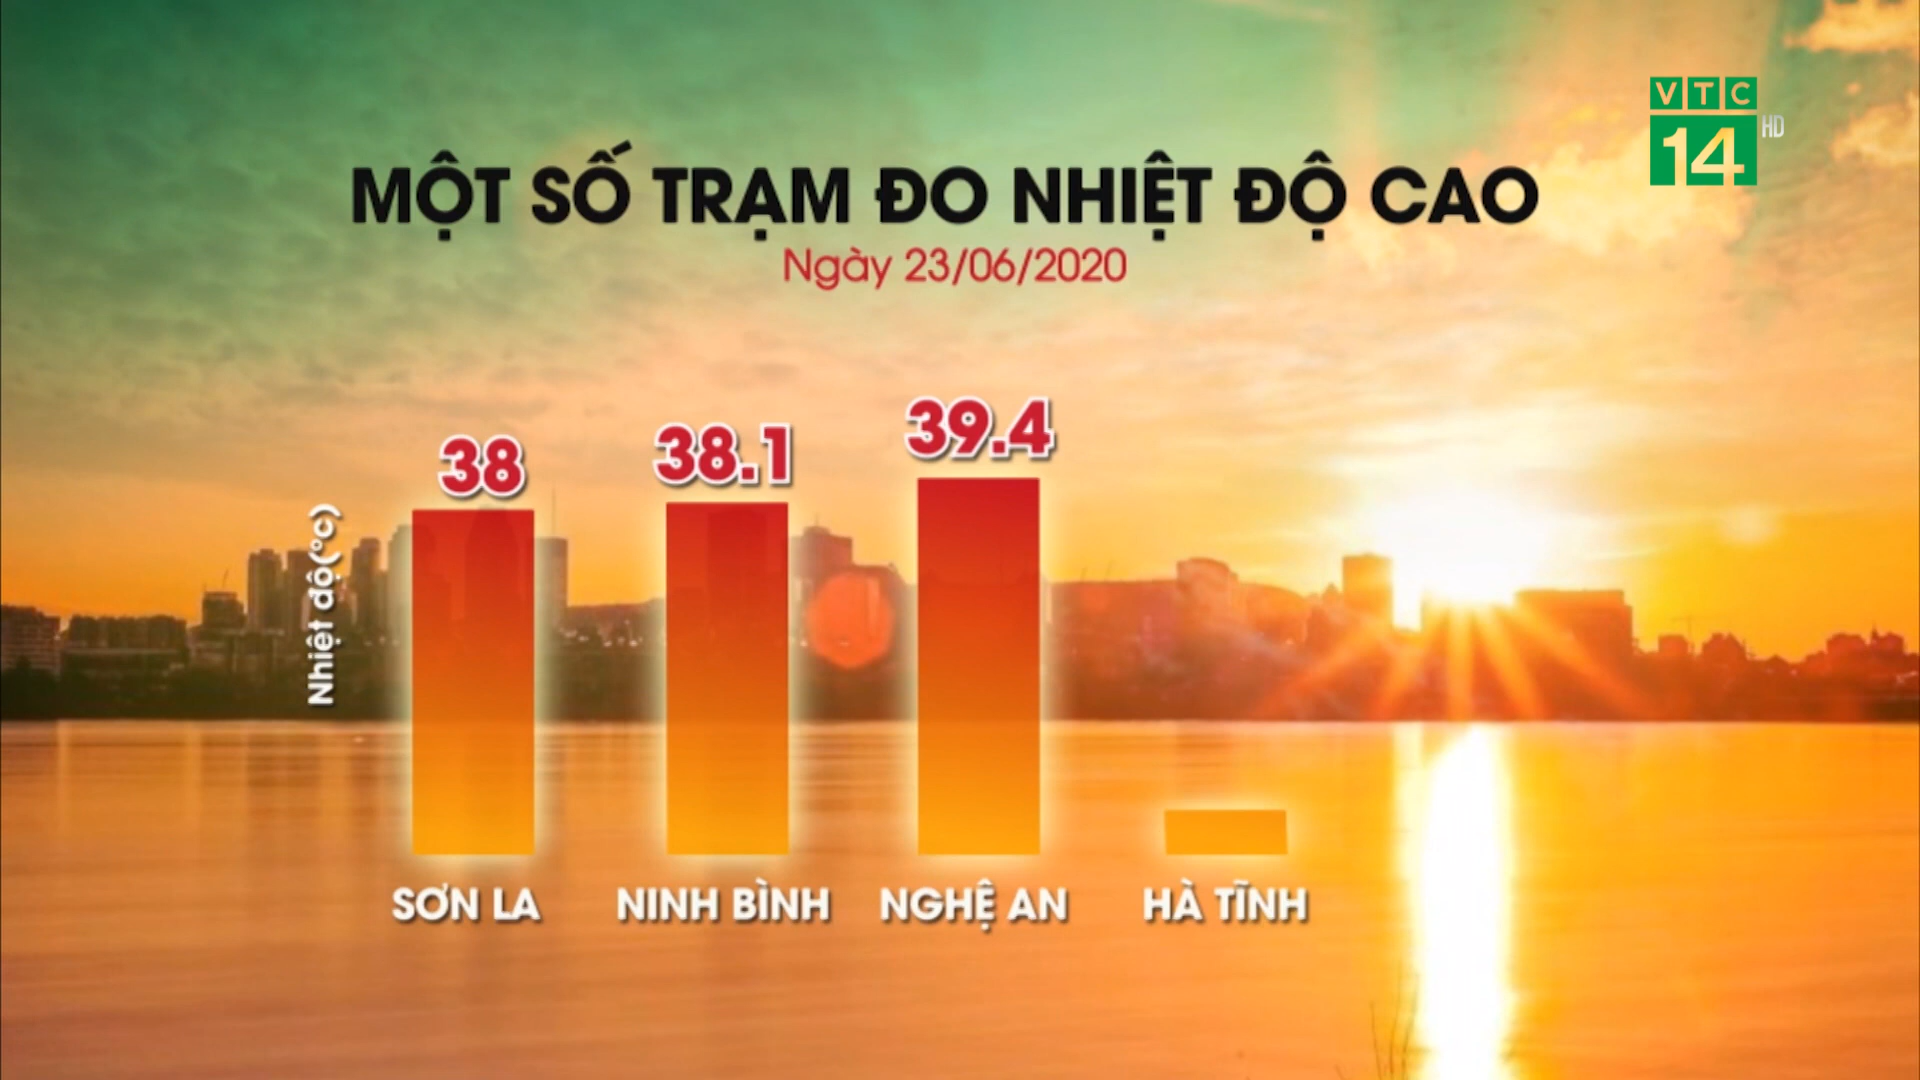 VTC
14 HD
MỘT SỐ TRẠM ĐO NHIỆT ĐỘ CAO
Ngày 23/06/2020
Nhiệt độ(°c)
38
38.1
39.4
SƠN LA
NINH BÌNH
NGHỆ AN
HÀ TĨNH